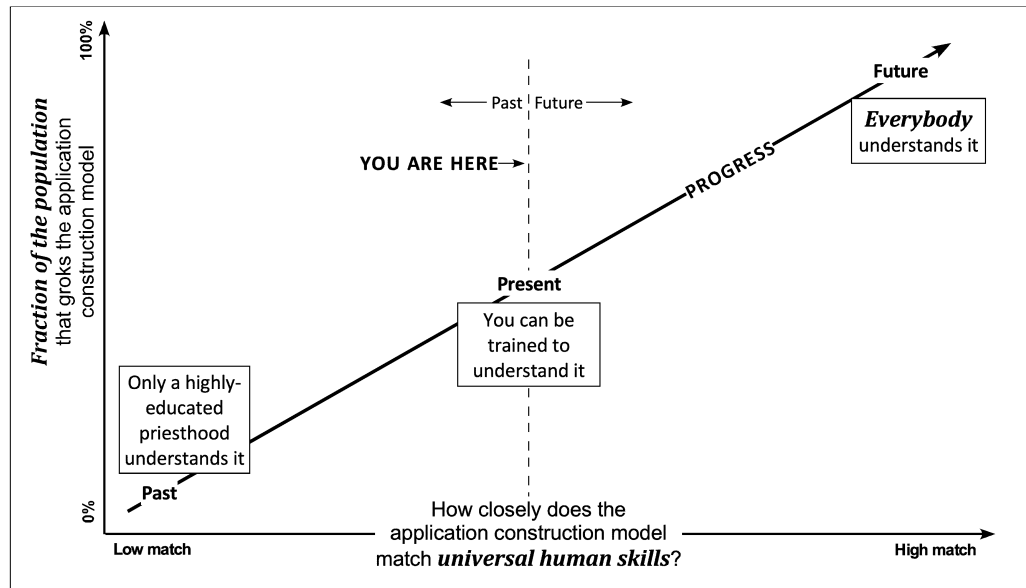 100%
0%
Fraction of the population
that groks the application
construction model
Past
Future
YOU ARE HERE
Future
Everybody
understands it
PROGRESS
Present
You can be
trained to
understand it
Only a highly-
educated
priesthood
understands it
Past
How closely does the
application construction model
match universal human skills?
Low match
High match